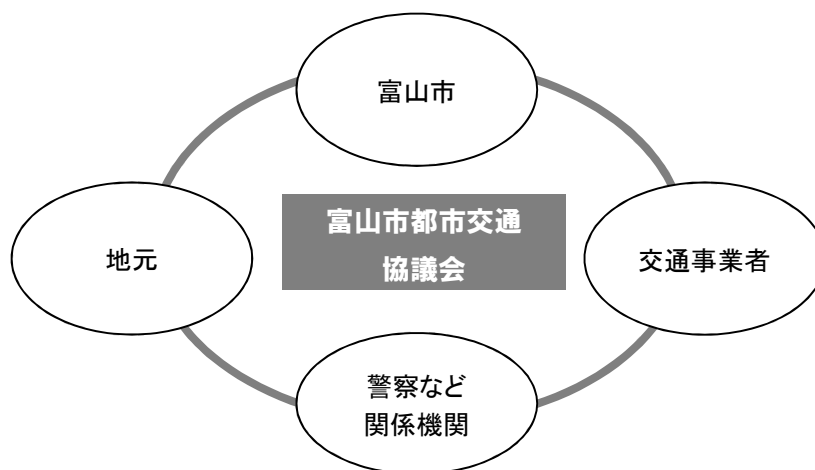 富山市
富山市都市交通
協議会
地元
交通事業者
警察など
関係機関